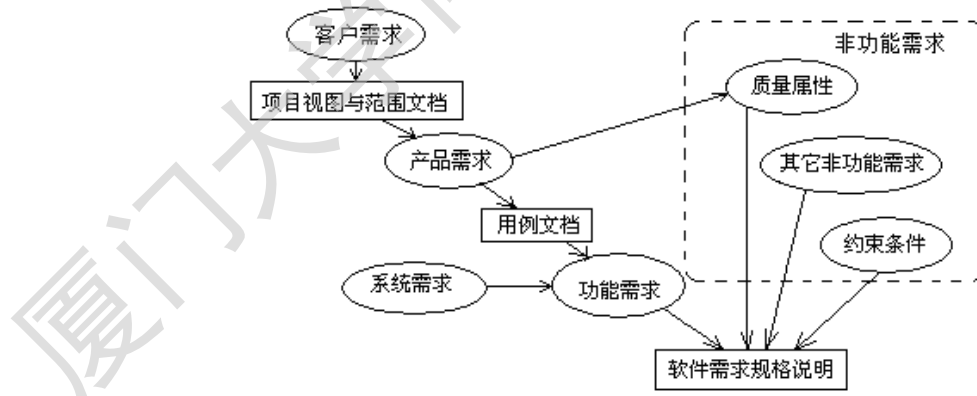 客户需求
非功能需求
项目视图与范围文档
质量属性
产品需求
其它非功能需求
用例文档
约束条件
系统需求
功能需求
软件需求规格说明
厦门大学